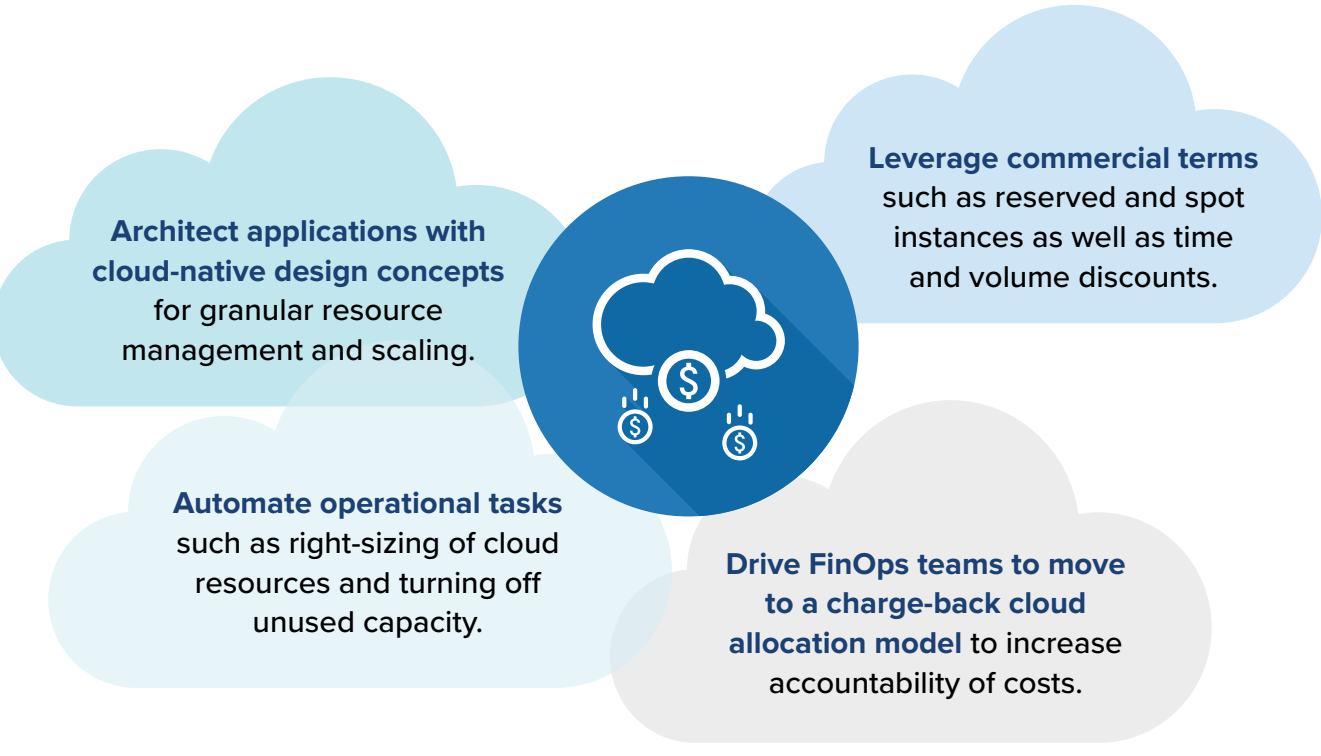 Architect applications with
cloud-native design concepts
for granular resource
management and scaling.
Leverage commercial terms
such as reserved and spot
instances as well as time
and volume discounts.
$
$
$
Automate operational tasks
such as right-sizing of cloud
resources and turning off
unused capacity.
Drive FinOps teams to move
to a charge-back cloud
allocation model to increase
accountability of costs.